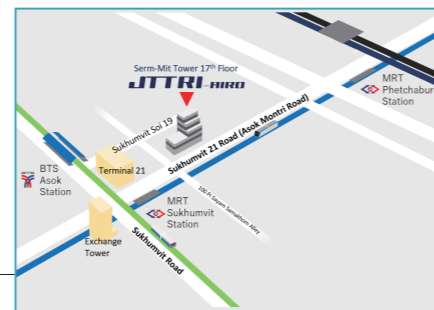 Serm-Mit Tower 17th Floor
JTTRI-AIRO
MRT
Phetchaburi
Station
Sukhumvit Soi 19
Sukhumvit 21 Road (Asok Montri Road)
BTS
Asok
Station
Terminal 21
MRT
Sukhumvit
Station
Exchange
Tower
Sukhumvit Road